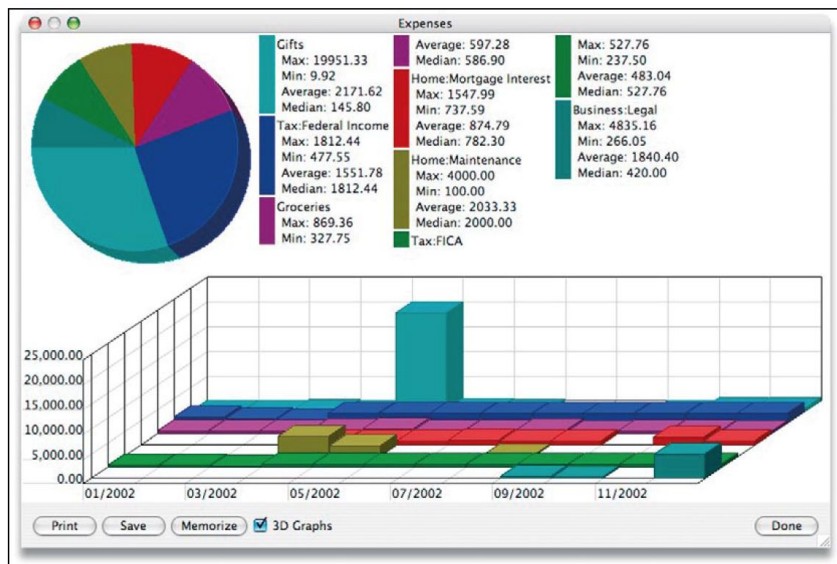 Expenses
Gifts
Max: 19951.33
Min: 9.92
Average: 2171.62
Median: 145.80
Tax:Federal Income
Max: 1812.44
Min: 477.55
Average: 1551.78
Median: 1812.44
Groceries
Max: 869.36
Min: 327.75
Average: 597.28
Median: 586.90
Home:Mortgage Interest
Max: 1547.99
Min: 737.59
Average: 874.79
Median: 782.30
Home:Maintenance
Max: 4000.00
Min: 100.00
Average: 2033.33
Median: 2000.00
Tax:FICA
Max: 527.76
Min: 237.50
Average: 483.04
Median: 527.76
Business:Legal
Max: 4835.16
Min: 266.05
Average: 1840.40
Median: 420.00
25,000.00
20,000.00
15,000.00
10,000.00
5,000.00
0.00
01/2002 03/2002 05/2002 07/2002 09/2002 11/2002
Print Save Memorize 3D Graphs Done